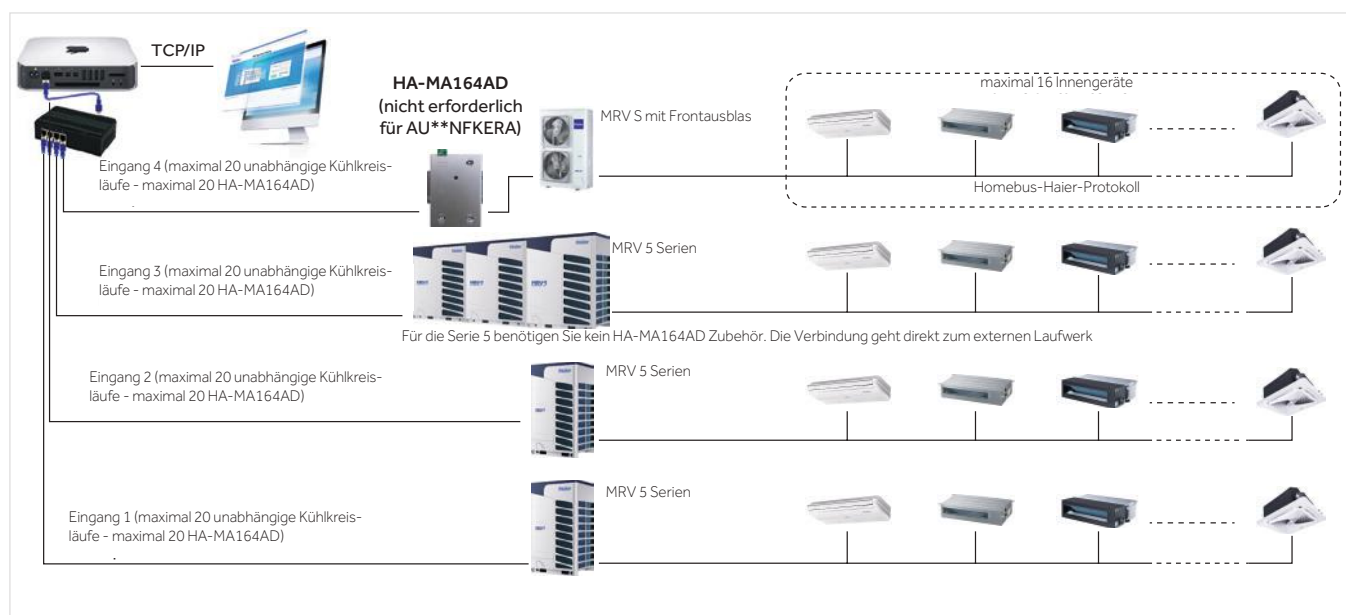 TCP/IP
HA-MA164AD
(nicht erforderlich
für AU**NFKERA)
MRV S mit Frontausblas
maximal 16 Innengeräte
Homebus-Haier-Protokoll
Eingang 4 (maximal 20 unabhängige Kühlkreis-
läufe - maximal 20 HA-MA164AD)
Eingang 3 (maximal 20 unabhängige Kühlkreis-
läufe - maximal 20 HA-MA164AD)
MRV 5 Serien
Für die Serie 5 benötigen Sie kein HA-MA164AD Zubehör. Die Verbindung geht direkt zum externen Laufwerk
Eingang 2 (maximal 20 unabhängige Kühlkreis-
läufe - maximal 20 HA-MA164AD)
MRV 5 Serien
Eingang 1 (maximal 20 unabhängige Kühlkreis-
läufe - maximal 20 HA-MA164AD)
MRV 5 Serien